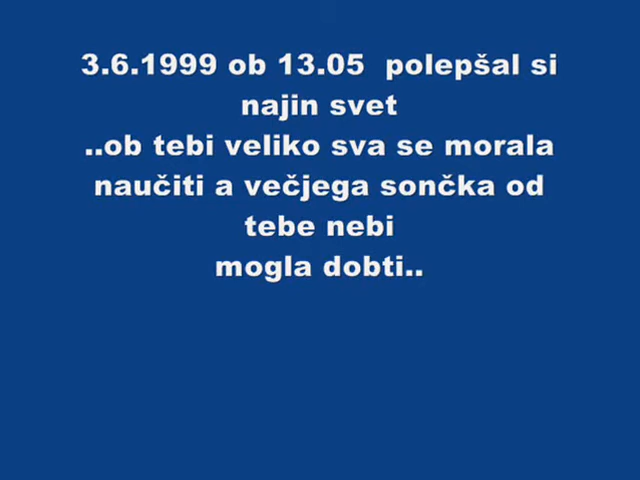 3.6.1999 ob 13.05  polepšal si
najin svet
..ob tebi veliko sva se morala
naučiti a večjega sončka od
tebe nebi
mogla dobti..